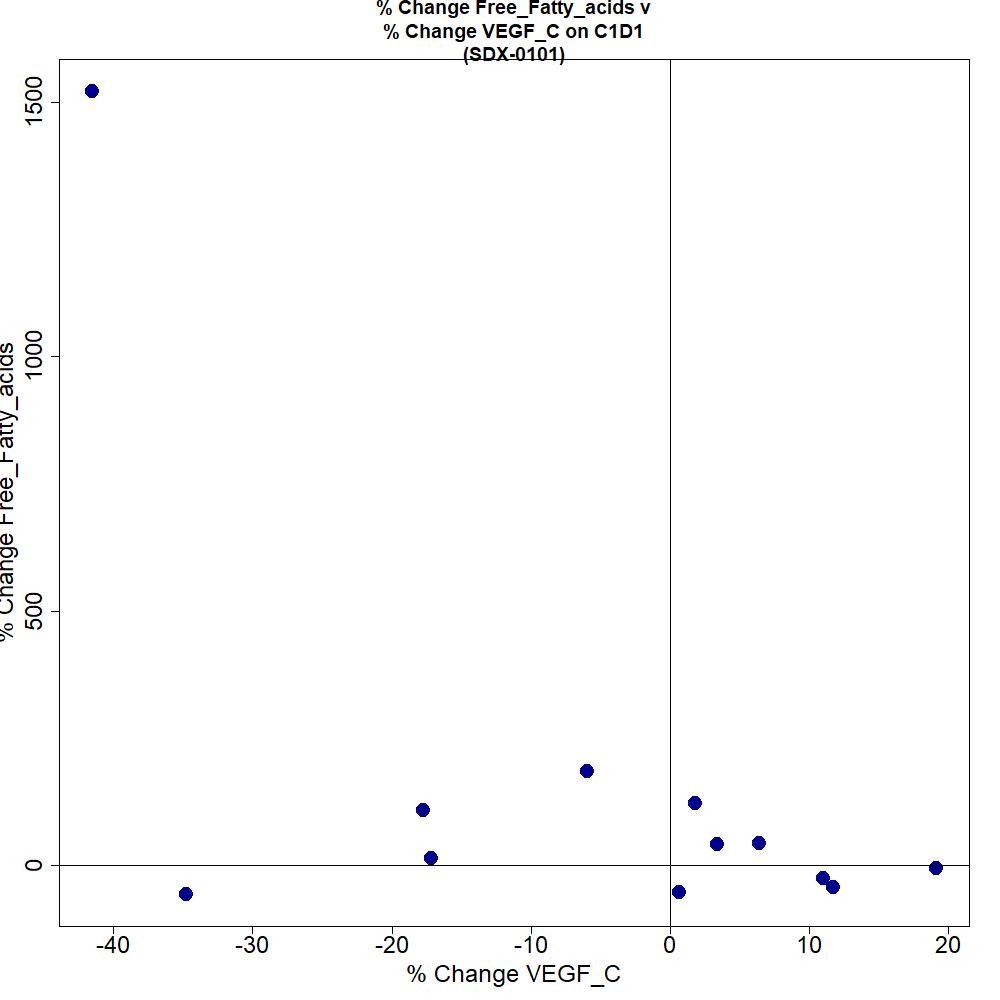 % Change Free_Fatty_acids v
% Change VEGF_C on C1D1
(SDX-0101)
% Change Free_Fatty_acids
1500
1000
500
0
-40 -30 -20 -10 0 10 20
% Change VEGF_C